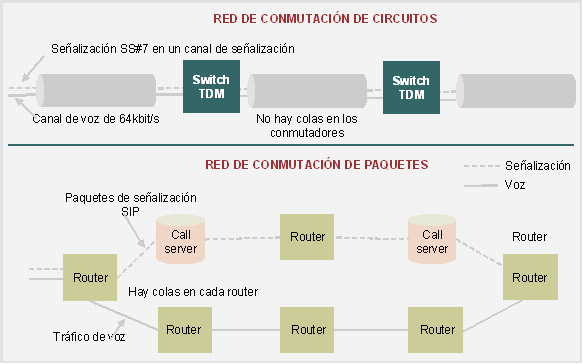 RED DE CONMUTACIÓN DE CIRCUITOS
Señalización SS#7 en un canal de señalización
Switch
TDM
Switch
TDM
Canal de voz de 64kbit/s
No hay colas en los
conmutadores
RED DE CONMUTACIÓN DE PAQUETES
Señalización
Voz
Paquetes de señalización
SIP
Call
server
Router
Call
server
Router
Router
Router
Hay colas en cada router
Tráfico de voz
Router
Router
Router